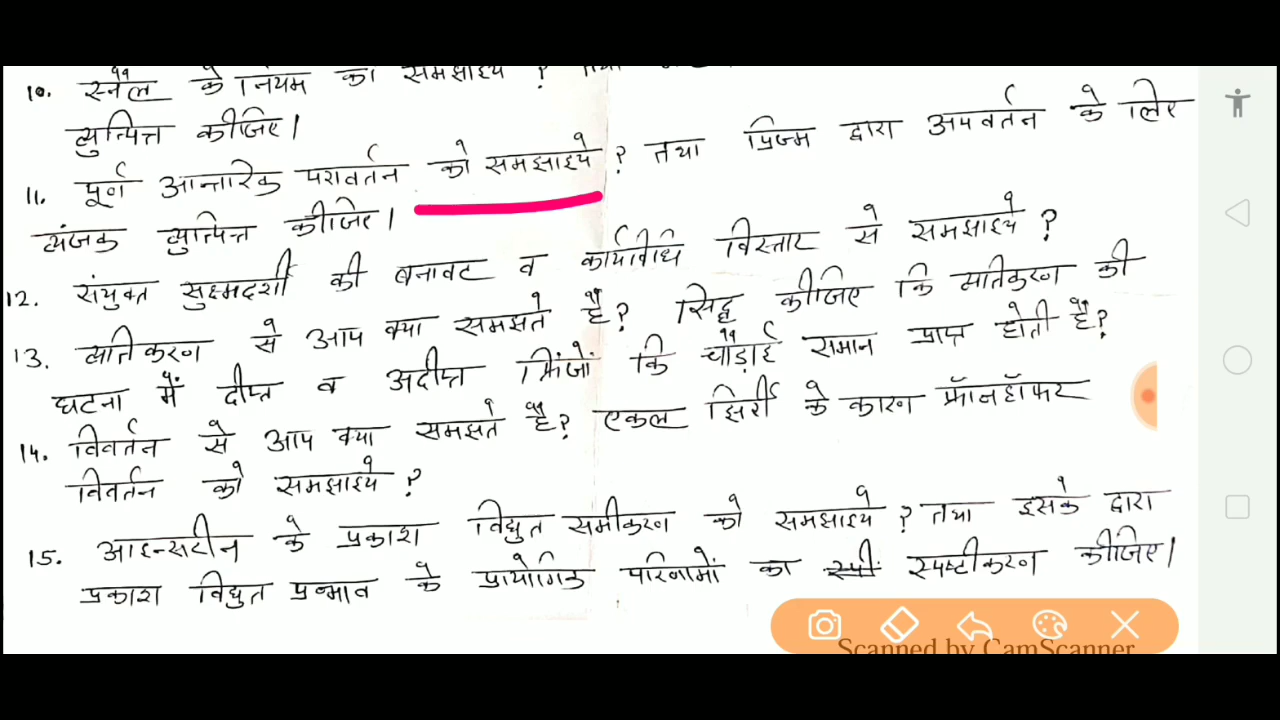 10. स्नैल के नियम को समझाइये ? तथा
व्युत्पित्त कीजिए।
11. पूर्ण आन्तरिक परावर्तन को समझाइये ? तथा प्रिज्म द्वारा अपवर्तन के लिए
व्यंजक व्युत्पित्त कीजिए।
12. संयुक्त सुक्ष्मदर्शी की बनावट व कार्यविधि विस्तार से समझाइये ?
13. व्यतिकरण से आप क्या समझते है? सिद्ध कीजिए कि व्यतिकरण की
घटना में दीप्त व अदीप्त फ्रिंजों कि चौड़ाई समान प्राप्त होती है?
14. विवर्तन से आप क्या समझते है? एकल झिर्री के कारण फ्रॉनहॉफर
विवर्तन को समझाइये ?
15. आइन्सटीन के प्रकाश विद्युत समीकरण को समझाइये ? तथा इसके द्वारा
प्रकाश विद्युत प्रभाव के प्रायोगिक परिणामों का स्पष्टीकरण कीजिए।
Scanned by CamScanner